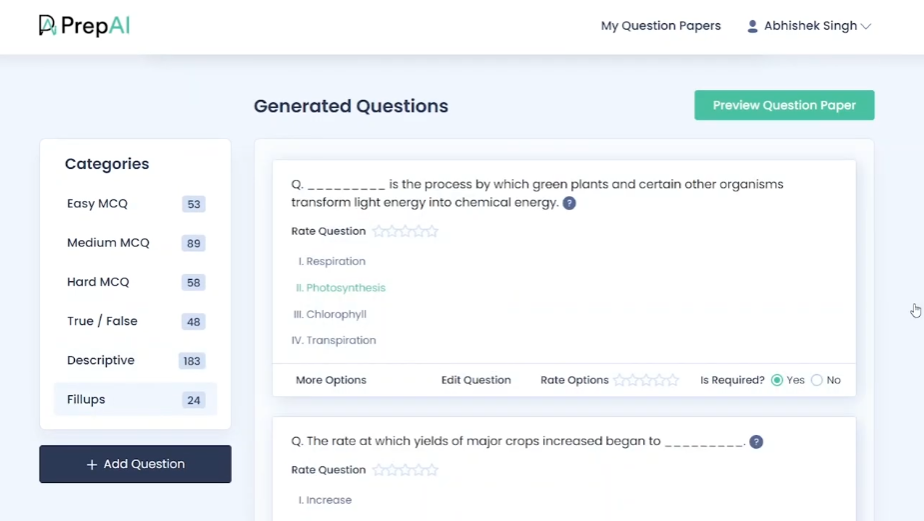 PrepAI
My Question Papers
Abhishek Singh
Generated Questions
Preview Question Paper
Categories
Easy MCQ 53
Medium MCQ 89
Hard MCQ 58
True / False 48
Descriptive 183
Fillups 24
+ Add Question
Q. _________ is the process by which green plants and certain other organisms
transform light energy into chemical energy. ?
Rate Question
I. Respiration
II. Photosynthesis
III. Chlorophyll
IV. Transpiration
More Options Edit Question Rate Options Is Required? Yes No
Q. The rate at which yields of major crops increased began to _________. ?
Rate Question
I. Increase